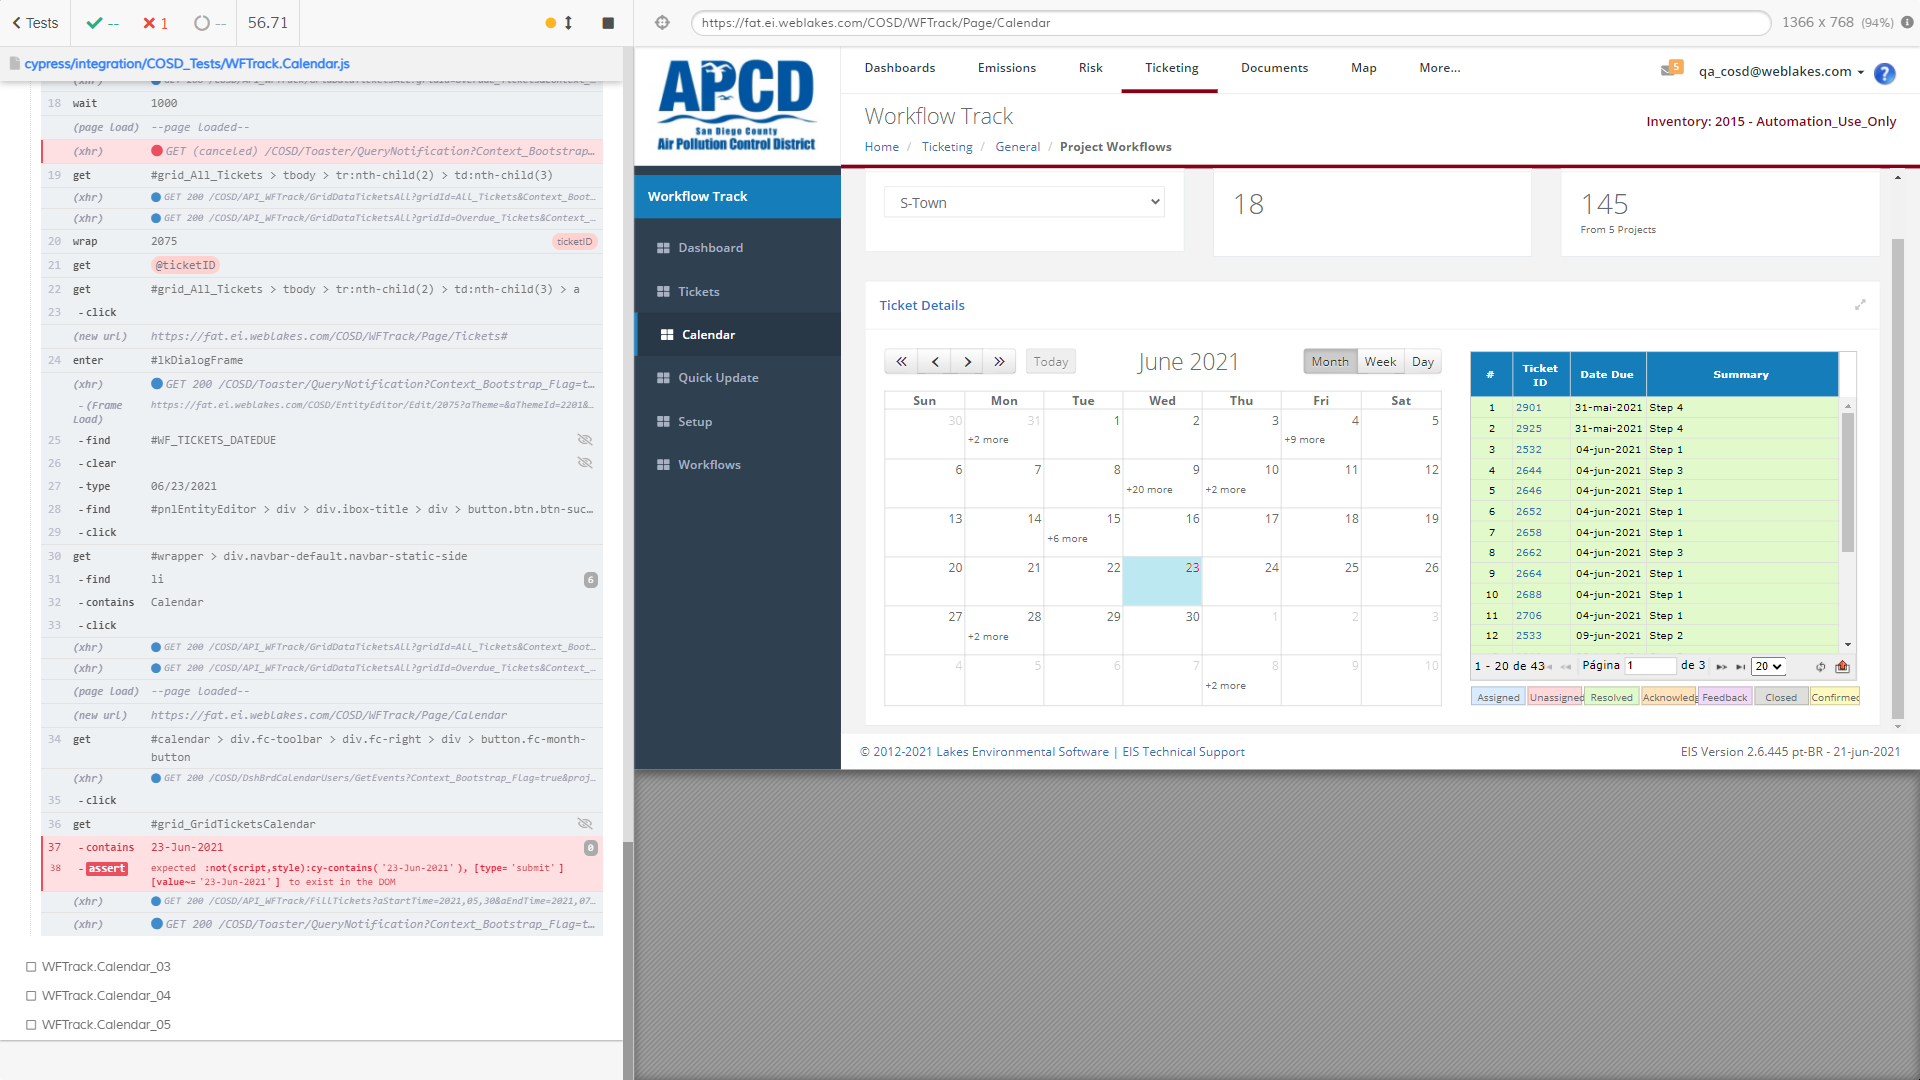 Tests
--
1
--
56.71
cypress/integration/COSD_Tests/WFTrack.Calendar.js
18 wait 1000
(page load) --page loaded--
(xhr) GET (canceled) /COSD/Toaster/QueryNotification?Context_Bootstrap...
19 get #grid_All_Tickets > tbody > tr:nth-child(2) > td:nth-child(3)
(xhr) GET 200 /COSD/API_WFTrack/GridDataTicketsAll?gridId=All_Tickets&Context_Boot...
(xhr) GET 200 /COSD/API_WFTrack/GridDataTicketsAll?gridId=Overdue_Tickets&Context_...
20 wrap 2075 ticketID
21 get @ticketID
22 get #grid_All_Tickets > tbody > tr:nth-child(2) > td:nth-child(3) > a
23 - click
(new url) https://fat.ei.weblakes.com/COSD/WFTrack/Page/Tickets#
24 enter #lkDialogFrame
(xhr) GET 200 /COSD/Toaster/QueryNotification?Context_Bootstrap_Flag=t...
- (Frame Load) https://fat.ei.weblakes.com/COSD/EntityEditor/Edit/2075?aTheme=&aThemeId=2201&...
25 - find #WF_TICKETS_DATEDUE
26 - clear
27 - type 06/23/2021
28 - find #pnlEntityEditor > div > div.ibox-title > div > button.btn.btn-suc...
29 - click
30 get #wrapper > div.navbar-default.navbar-static-side
31 - find li 6
32 - contains Calendar
33 - click
(xhr) GET 200 /COSD/API_WFTrack/GridDataTicketsAll?gridId=All_Tickets&Context_Boot...
(xhr) GET 200 /COSD/API_WFTrack/GridDataTicketsAll?gridId=Overdue_Tickets&Context_...
(page load) --page loaded--
(new url) https://fat.ei.weblakes.com/COSD/WFTrack/Page/Calendar
34 get #calendar > div.fc-toolbar > div.fc-right > div > button.fc-month-
button
(xhr) GET 200 /COSD/DshBrdCalendarUsers/GetEvents?Context_Bootstrap_Flag=true&proj...
35 - click
36 get #grid_GridTicketsCalendar
37 - contains 23-Jun-2021 0
38 - assert expected :not(script,style):cy-contains('23-Jun-2021'), [type='submit']
[value~='23-Jun-2021'] to exist in the DOM
(xhr) GET 200 /COSD/API_WFTrack/FillTickets?aStartTime=2021,05,30&aEndTime=2021,07...
(xhr) GET 200 /COSD/Toaster/QueryNotification?Context_Bootstrap_Flag=t...
WFTrack.Calendar_03
WFTrack.Calendar_04
WFTrack.Calendar_05
https://fat.ei.weblakes.com/COSD/WFTrack/Page/Calendar
1366 x 768 (94%)
APCD
San Diego County
Air Pollution Control District
Dashboards Emissions Risk Ticketing Documents Map More...
5
qa_cosd@weblakes.com
?
Workflow Track
Inventory: 2015 - Automation_Use_Only
Home / Ticketing / General / Project Workflows
Workflow Track
Dashboard
Tickets
Calendar
Quick Update
Setup
Workflows
S-Town
18
145
From 5 Projects
Ticket Details
Today
June 2021
Month Week Day
Sun Mon Tue Wed Thu Fri Sat
30 31 1 2 3 4 5
+2 more +9 more
6 7 8 9 10 11 12
+20 more +2 more
13 14 15 16 17 18 19
+6 more
20 21 22 23 24 25 26
27 28 29 30 1 2 3
+2 more
4 5 6 7 8 9 10
+2 more
# Ticket ID Date Due Summary
1 2901 31-mai-2021 Step 4
2 2925 31-mai-2021 Step 4
3 2532 04-jun-2021 Step 1
4 2644 04-jun-2021 Step 3
5 2646 04-jun-2021 Step 1
6 2652 04-jun-2021 Step 1
7 2658 04-jun-2021 Step 1
8 2662 04-jun-2021 Step 3
9 2664 04-jun-2021 Step 1
10 2688 04-jun-2021 Step 1
11 2706 04-jun-2021 Step 1
12 2533 09-jun-2021 Step 2
1 - 20 de 43 Página 1 de 3 20
Assigned Unassigned Resolved Acknowledg Feedback Closed Confirmed
© 2012-2021 Lakes Environmental Software | EIS Technical Support
EIS Version 2.6.445 pt-BR - 21-jun-2021